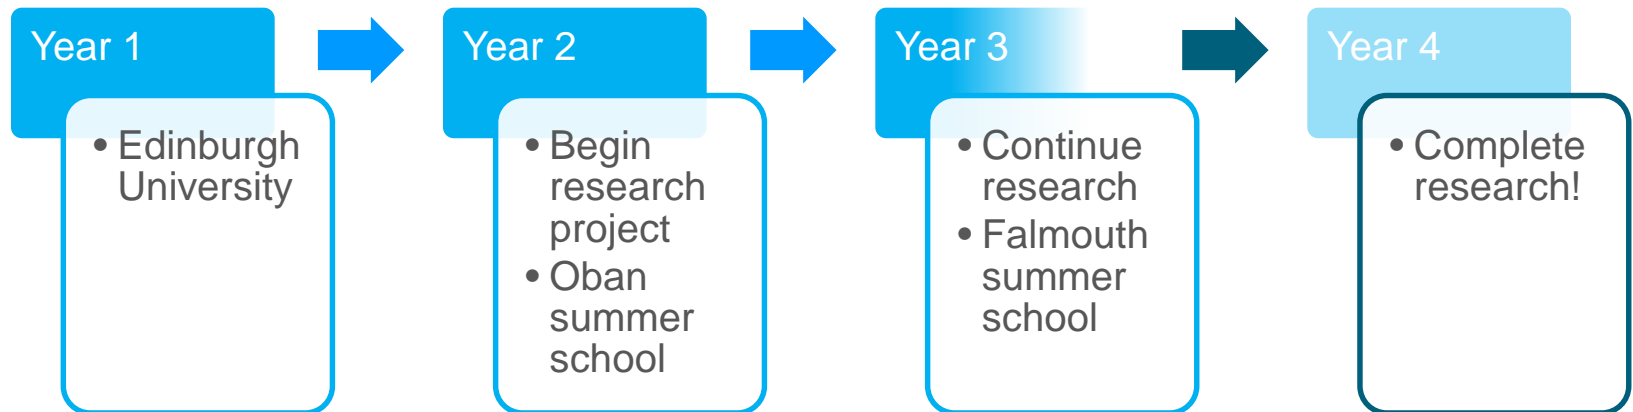 Year 1
• Edinburgh
University
Year 2
• Begin
research
project
• Oban
summer
school
Year 3
• Continue
research
• Falmouth
summer
school
Year 4
• Complete
research!